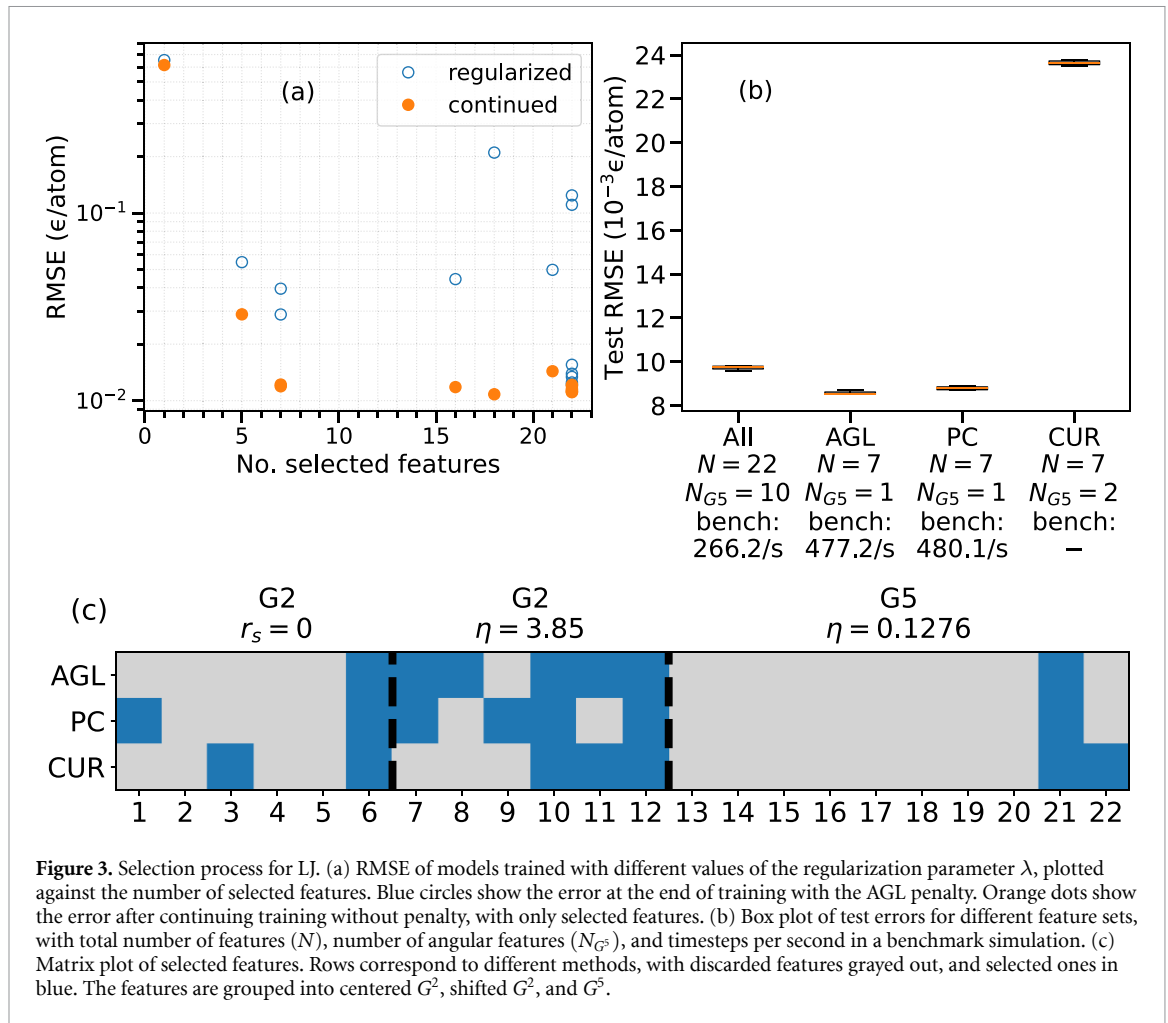 (a)
regularized
continued
RMSE (ϵ/atom)
10⁻¹
10⁻²
0 5 10 15 20
No. selected features
(b)
Test RMSE (10⁻³ϵ/atom)
24
22
20
18
16
14
12
10
8
All AGL PC CUR
N = 22 N = 7 N = 7 N = 7
N_G5 = 10 N_G5 = 1 N_G5 = 1 N_G5 = 2
bench: bench: bench: bench:
266.2/s 477.2/s 480.1/s –
(c)
G2 G2 G5
r_s = 0 η = 3.85 η = 0.1276
AGL
PC
CUR
1 2 3 4 5 6 7 8 9 10 11 12 13 14 15 16 17 18 19 20 21 22
Figure 3. Selection process for LJ. (a) RMSE of models trained with different values of the regularization parameter λ, plotted
against the number of selected features. Blue circles show the error at the end of training with the AGL penalty. Orange dots show
the error after continuing training without penalty, with only selected features. (b) Box plot of test errors for different feature sets,
with total number of features (N), number of angular features (N_G⁵), and timesteps per second in a benchmark simulation. (c)
Matrix plot of selected features. Rows correspond to different methods, with discarded features grayed out, and selected ones in
blue. The features are grouped into centered G², shifted G², and G⁵.